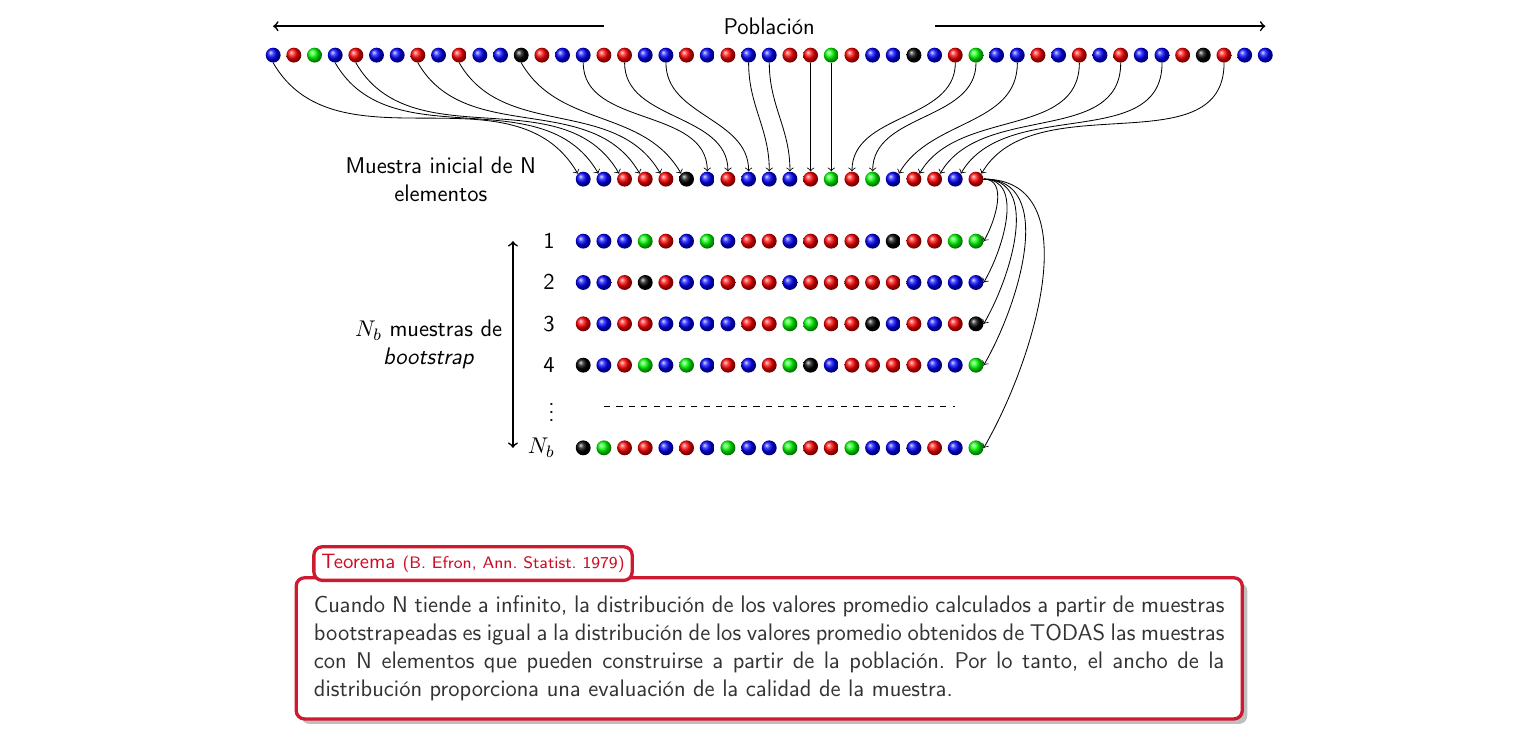 Población
Muestra inicial de N
elementos
1
2
3
4
⋮
N_b
N_b muestras de
bootstrap
Teorema (B. Efron, Ann. Statist. 1979)
Cuando N tiende a infinito, la distribución de los valores promedio calculados a partir de muestras
bootstrapeadas es igual a la distribución de los valores promedio obtenidos de TODAS las muestras
con N elementos que pueden construirse a partir de la población. Por lo tanto, el ancho de la
distribución proporciona una evaluación de la calidad de la muestra.